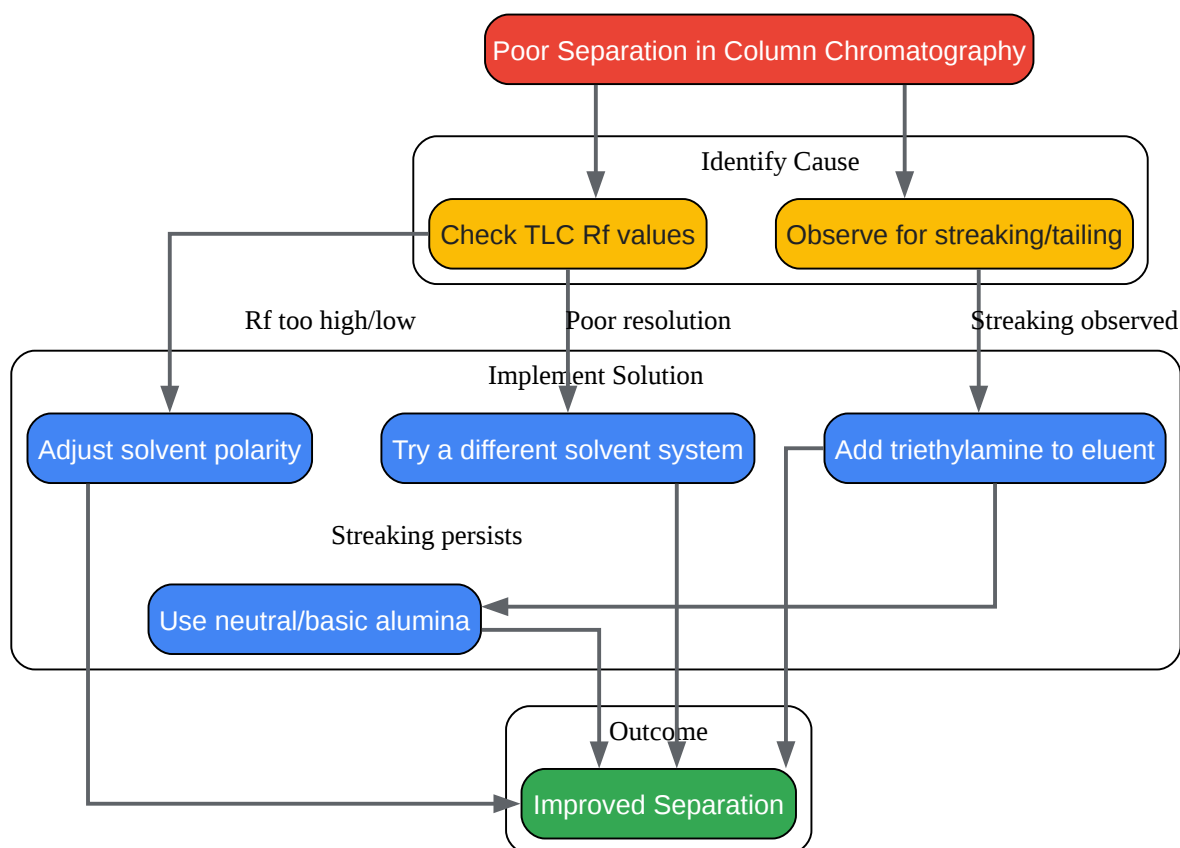 Poor Separation in Column Chromatography
Identify Cause
Check TLC Rf values
Observe for streaking/tailing
Rf too high/low
Poor resolution
Streaking observed
Implement Solution
Adjust solvent polarity
Try a different solvent system
Add triethylamine to eluent
Streaking persists
Use neutral/basic alumina
Outcome
Improved Separation